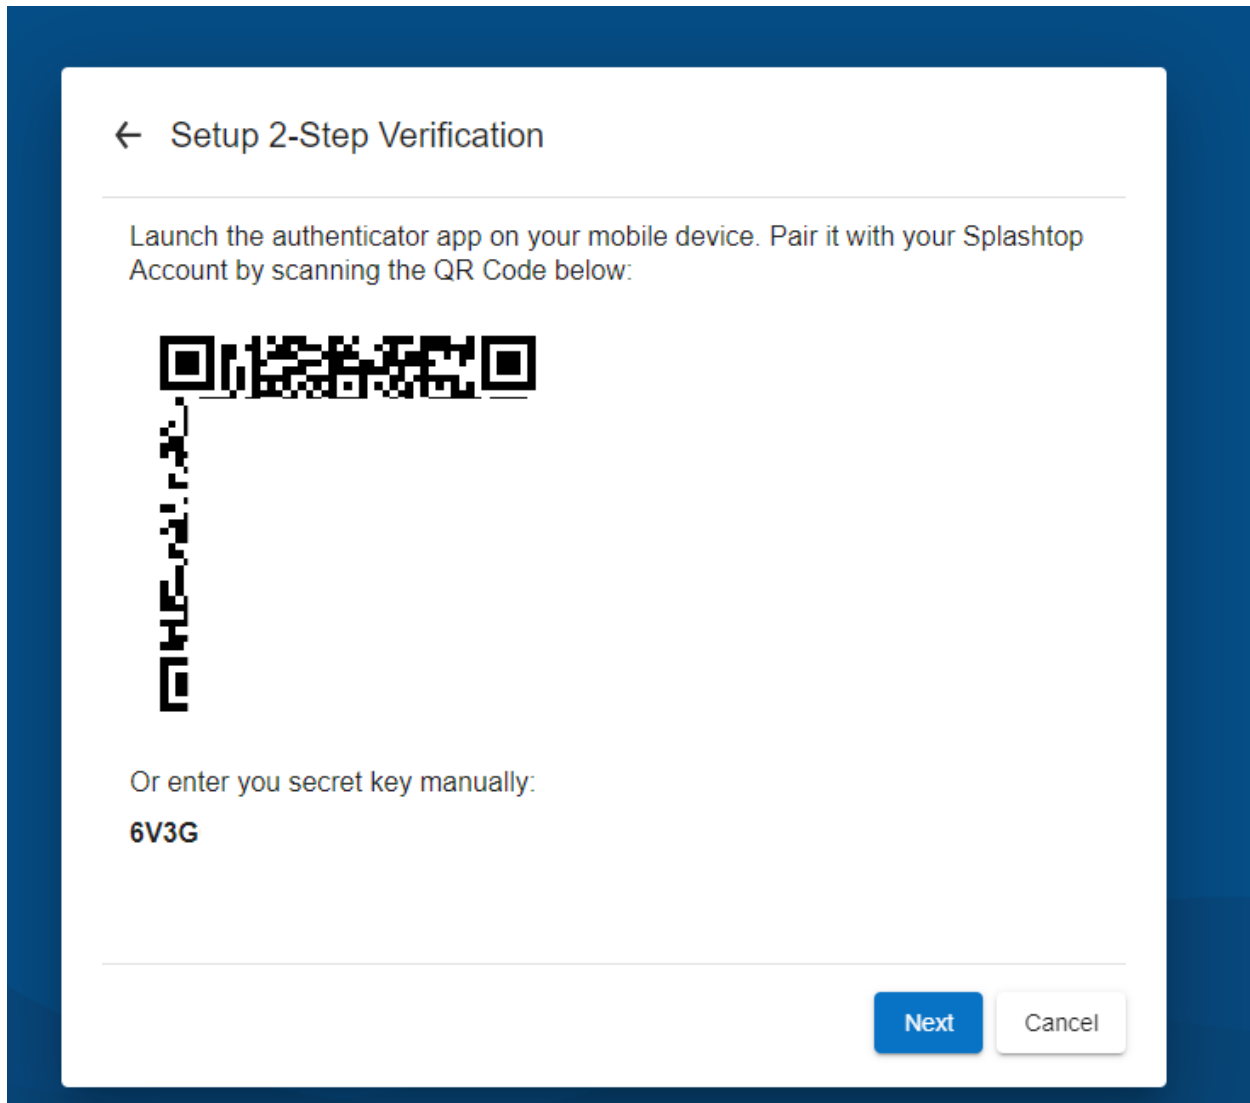 Setup 2-Step Verification
Launch the authenticator app on your mobile device. Pair it with your Splashtop
Account by scanning the QR Code below:
Or enter you secret key manually:
6V3G
Next
Cancel